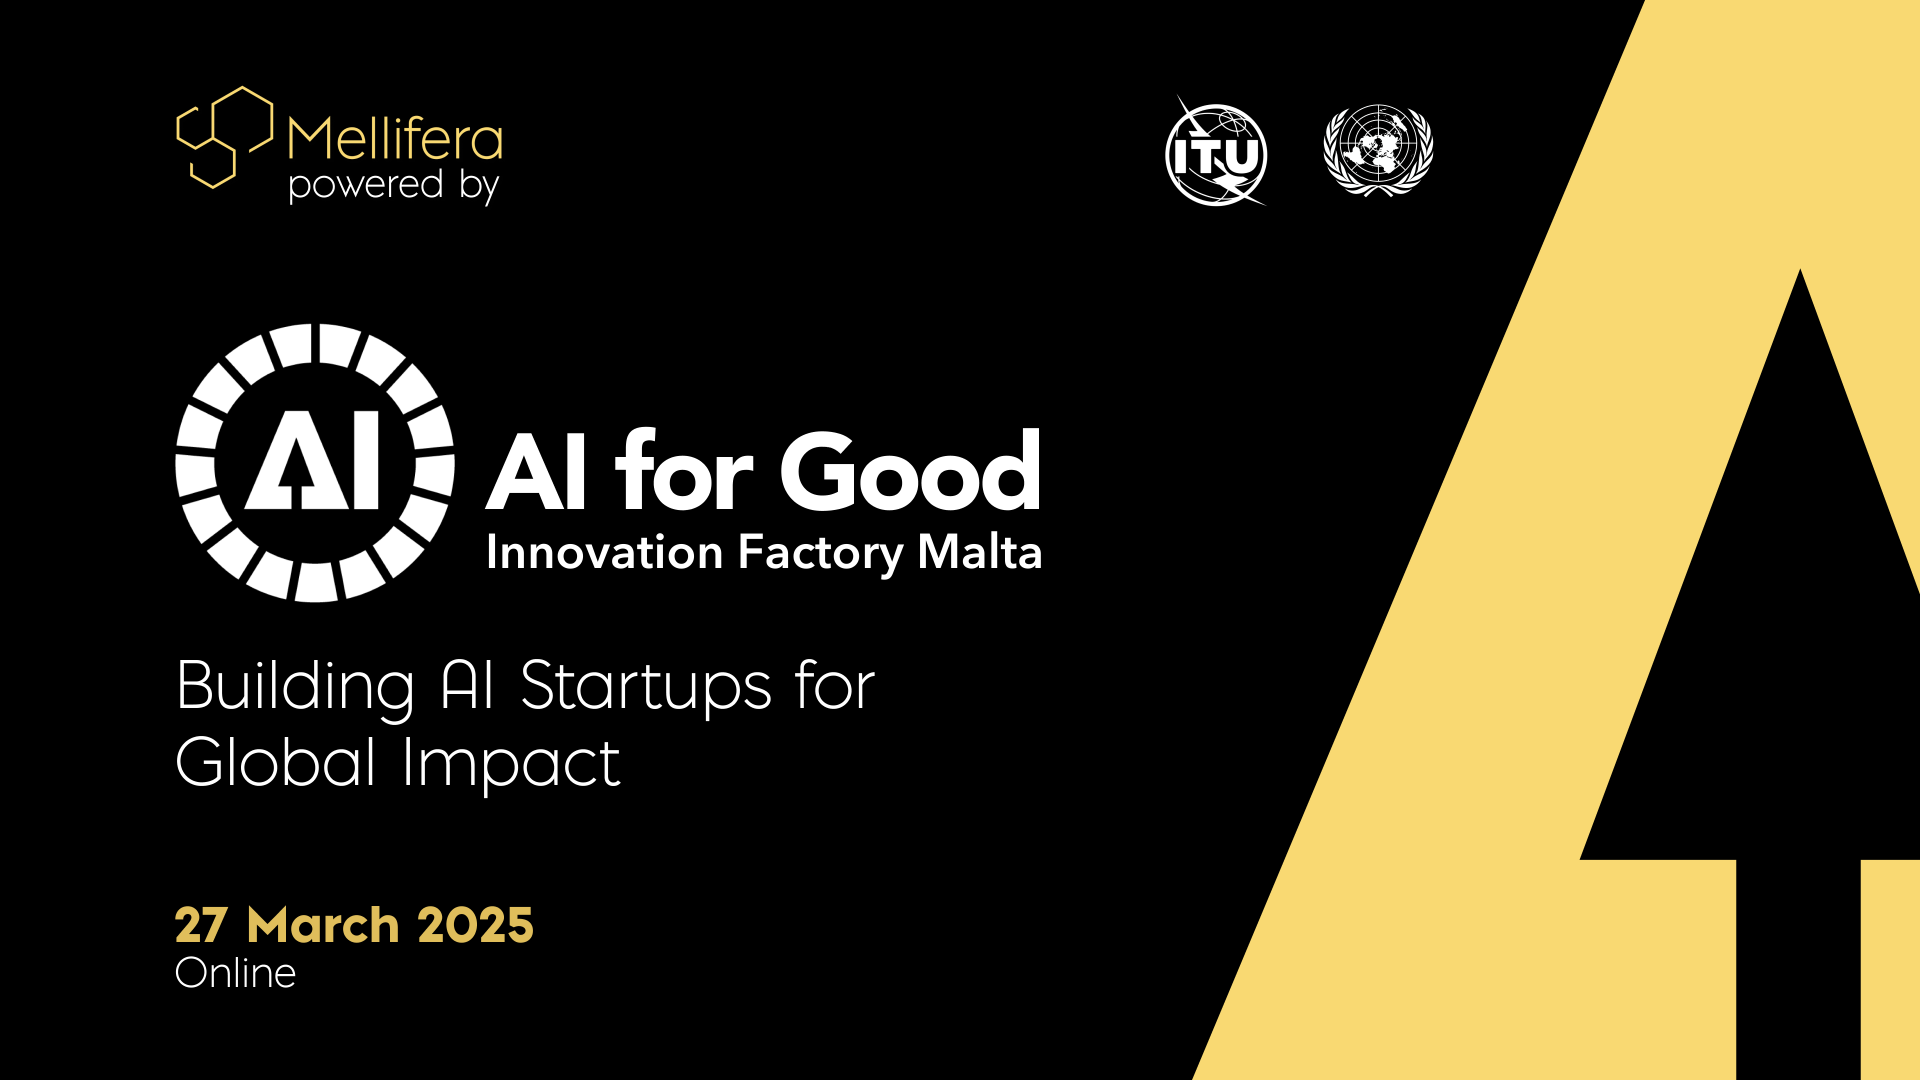 Mellifera
powered by
ITU
AI
AI for Good
Innovation Factory Malta
Building AI Startups for
Global Impact
27 March 2025
Online